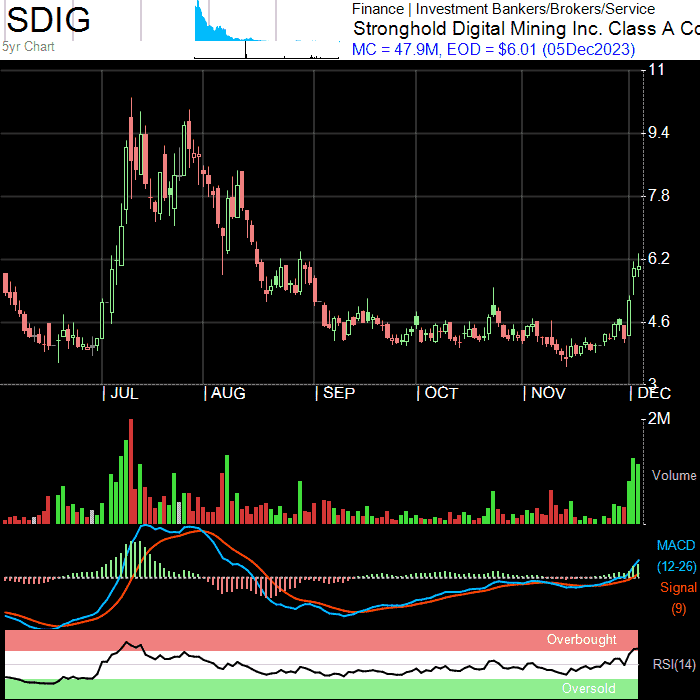 SDIG
5yr Chart
Finance | Investment Bankers/Brokers/Service
Stronghold Digital Mining Inc. Class A Co
MC = 47.9M, EOD = $6.01 (05Dec2023)
11
9.4
7.8
6.2
4.6
3
JUL AUG SEP OCT NOV DEC
2M
Volume
MACD
(12-26)
Signal
(9)
Overbought
RSI(14)
Oversold